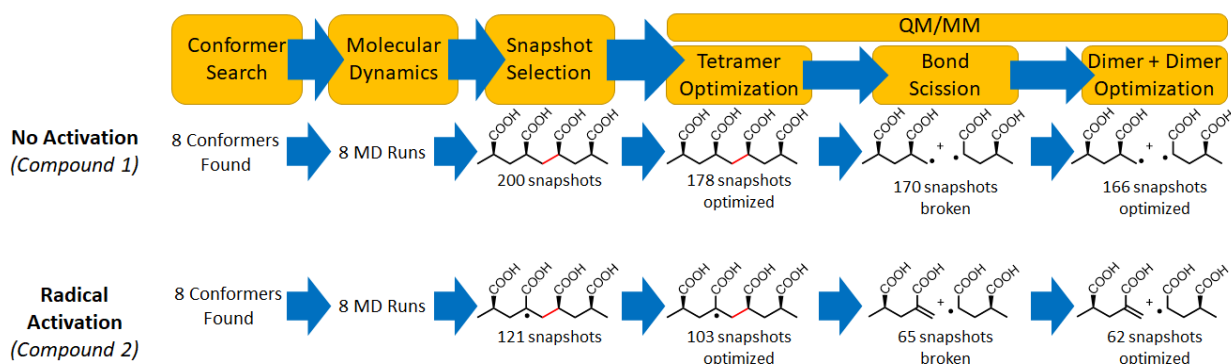 QM/MM
Conformer
Search
Molecular
Dynamics
Snapshot
Selection
Tetramer
Optimization
Bond
Scission
Dimer + Dimer
Optimization
No Activation
(Compound 1)
8 Conformers
Found
8 MD Runs
COOH COOH COOH COOH
200 snapshots
COOH COOH COOH COOH
178 snapshots
optimized
COOH COOH + COOH COOH
170 snapshots
broken
COOH COOH + COOH COOH
166 snapshots
optimized
Radical
Activation
(Compound 2)
8 Conformers
Found
8 MD Runs
COOH COOH COOH COOH
121 snapshots
COOH COOH COOH COOH
103 snapshots
optimized
COOH COOH + COOH COOH
65 snapshots
broken
COOH COOH + COOH COOH
62 snapshots
optimized